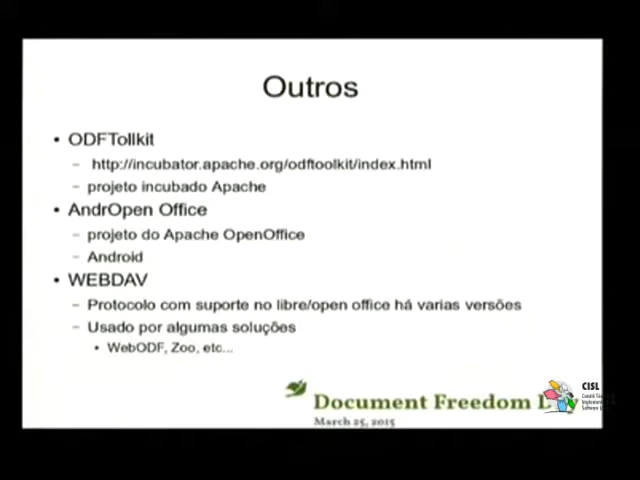 Outros
• ODFTollkit
– http://incubator.apache.org/odftoolkit/index.html
– projeto incubado Apache
• AndrOpen Office
– projeto do Apache OpenOffice
– Android
• WEBDAV
– Protocolo com suporte no libre/open office há varias versões
– Usado por algumas soluções
• WebODF, Zoo, etc...
Document Freedom
March 25, 2015
CISL